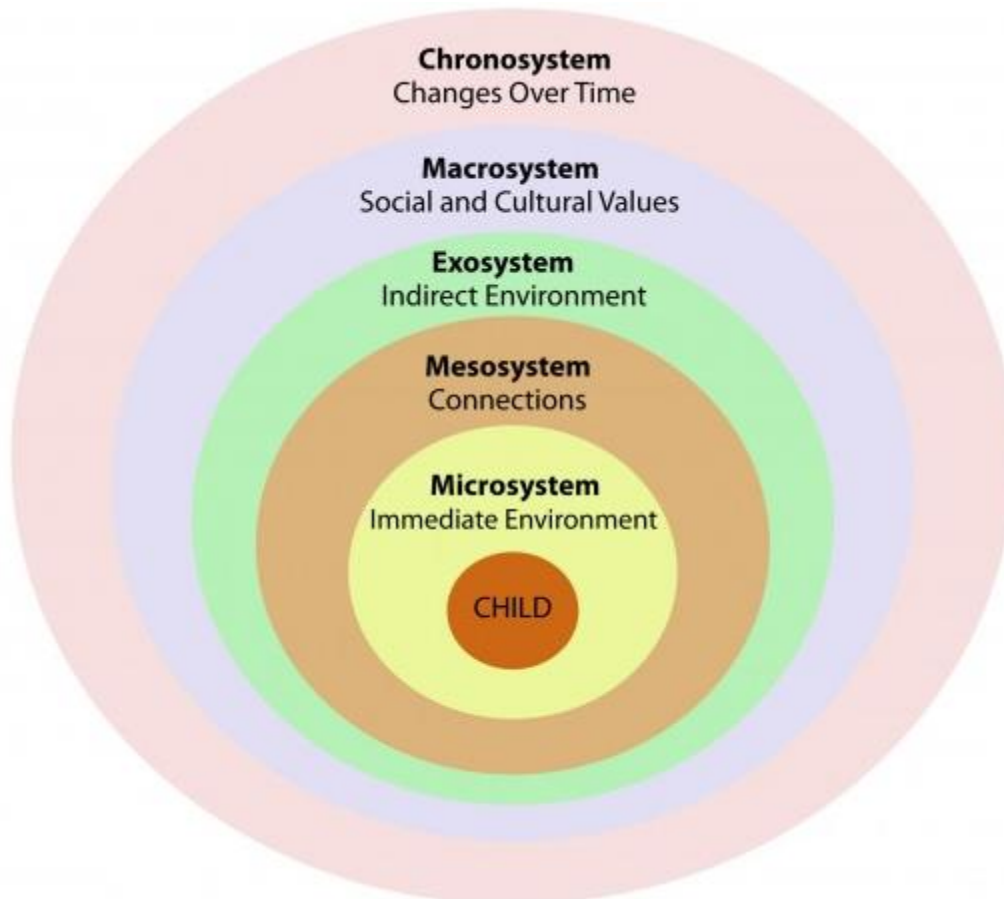 Chronosystem
Changes Over Time
Macrosystem
Social and Cultural Values
Exosystem
Indirect Environment
Mesosystem
Connections
Microsystem
Immediate Environment
CHILD